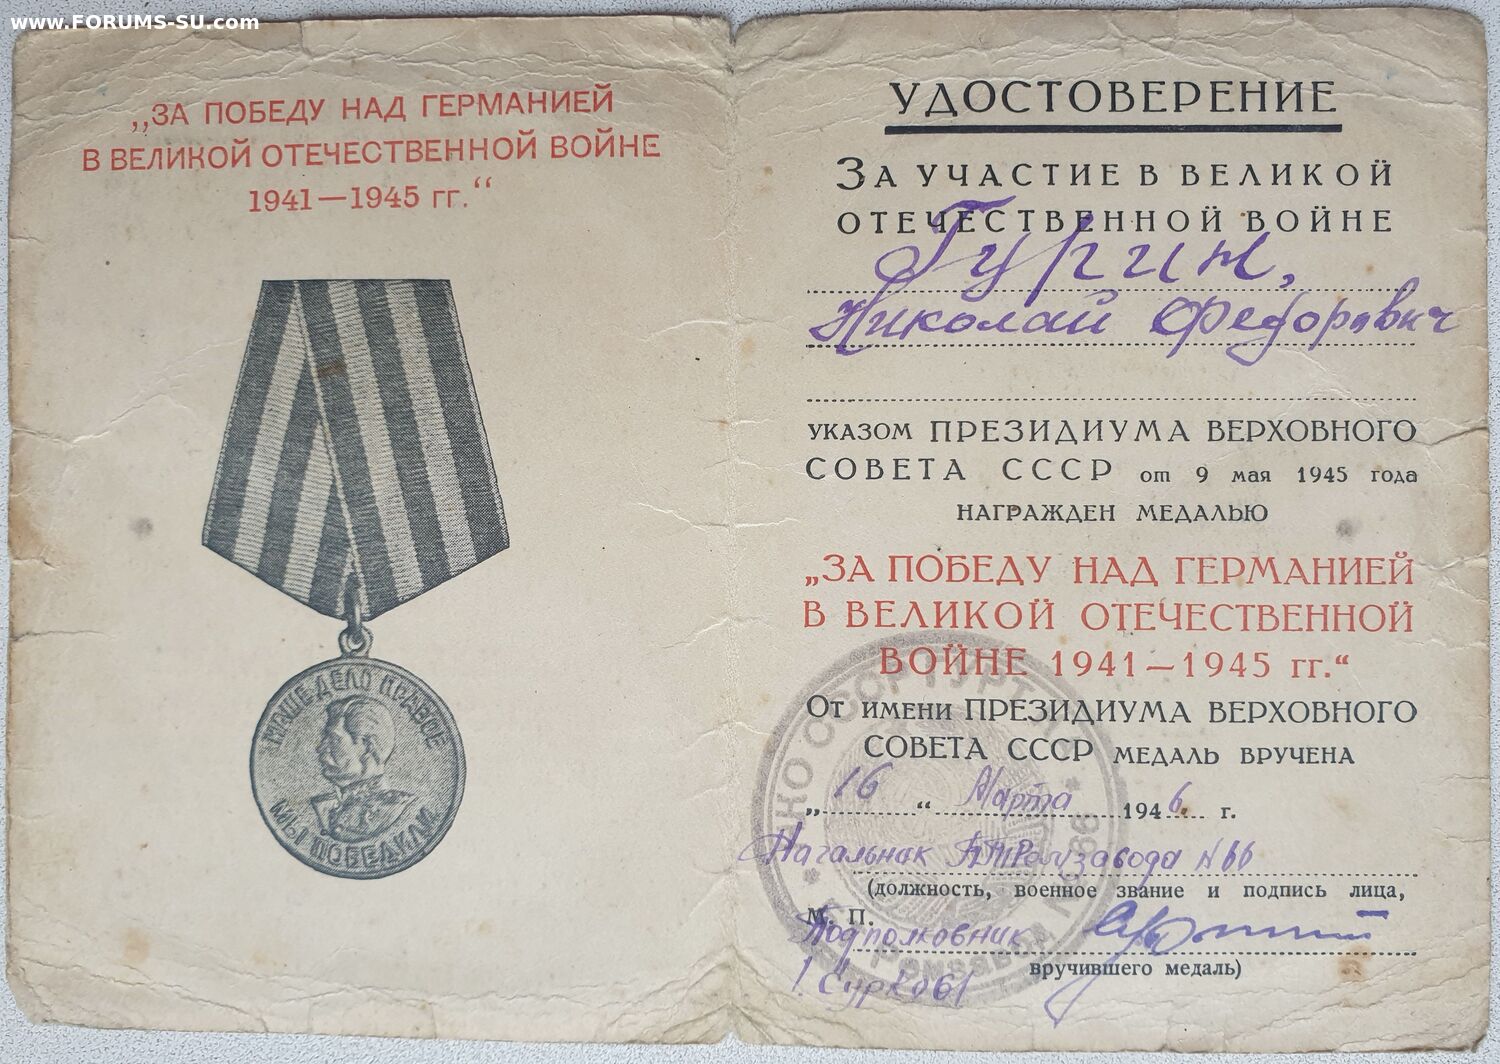 www.FORUMS-SU.com
„ЗА ПОБЕДУ НАД ГЕРМАНИЕЙ
В ВЕЛИКОЙ ОТЕЧЕСТВЕННОЙ ВОЙНЕ
1941—1945 гг.“
НАШЕ ДЕЛО ПРАВОЕ
МЫ ПОБЕДИЛИ
УДОСТОВЕРЕНИЕ
ЗА УЧАСТИЕ В ВЕЛИКОЙ
ОТЕЧЕСТВЕННОЙ ВОЙНЕ
Гурин,
Николай Федорович
УКАЗОМ ПРЕЗИДИУМА ВЕРХОВНОГО
СОВЕТА СССР от 9 мая 1945 года
НАГРАЖДЕН МЕДАЛЬЮ
„ЗА ПОБЕДУ НАД ГЕРМАНИЕЙ
В ВЕЛИКОЙ ОТЕЧЕСТВЕННОЙ
ВОЙНЕ 1941—1945 гг.“
ОТ ИМЕНИ ПРЕЗИДИУМА ВЕРХОВНОГО
СОВЕТА СССР МЕДАЛЬ ВРУЧЕНА
„16“ Марта 1946 г.
Начальник завода
(должность, военное звание и подпись лица,
М. П.
Подполковник
вручившего медаль)